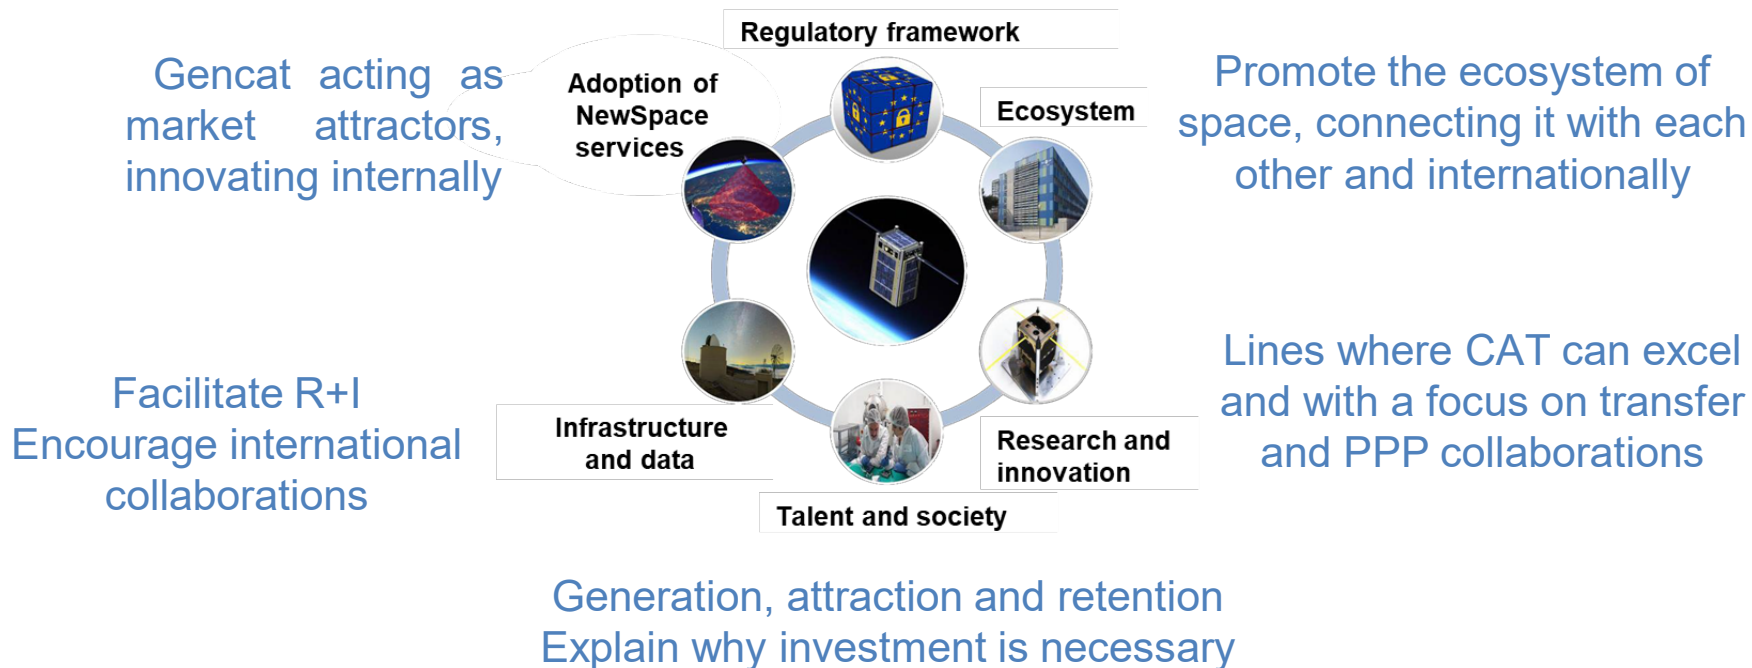 Regulatory framework
Gencat acting as
market attractors,
innovating internally
Adoption of
NewSpace
services
Ecosystem
Promote the ecosystem of
space, connecting it with each
other and internationally
Facilitate R+I
Encourage international
collaborations
Infrastructure
and data
Research and
innovation
Lines where CAT can excel
and with a focus on transfer
and PPP collaborations
Talent and society
Generation, attraction and retention
Explain why investment is necessary